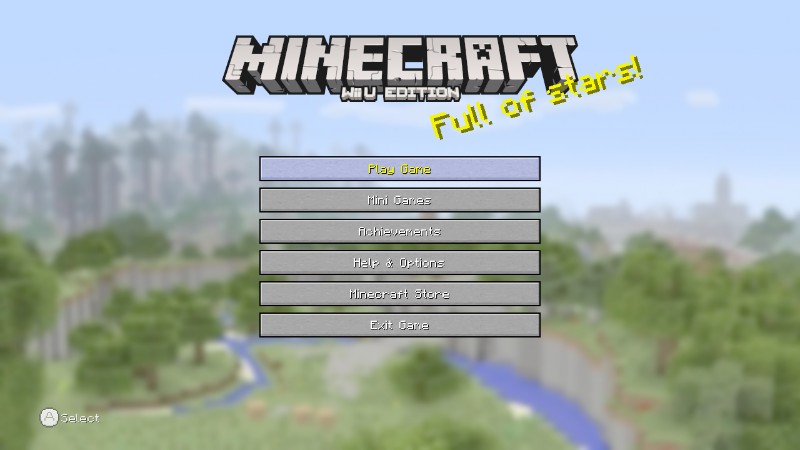 MINECRAFT
Wii U EDITION
Full of stars!
Play Game
Mini Games
Achievements
Help & Options
Minecraft Store
Exit Game
A Select